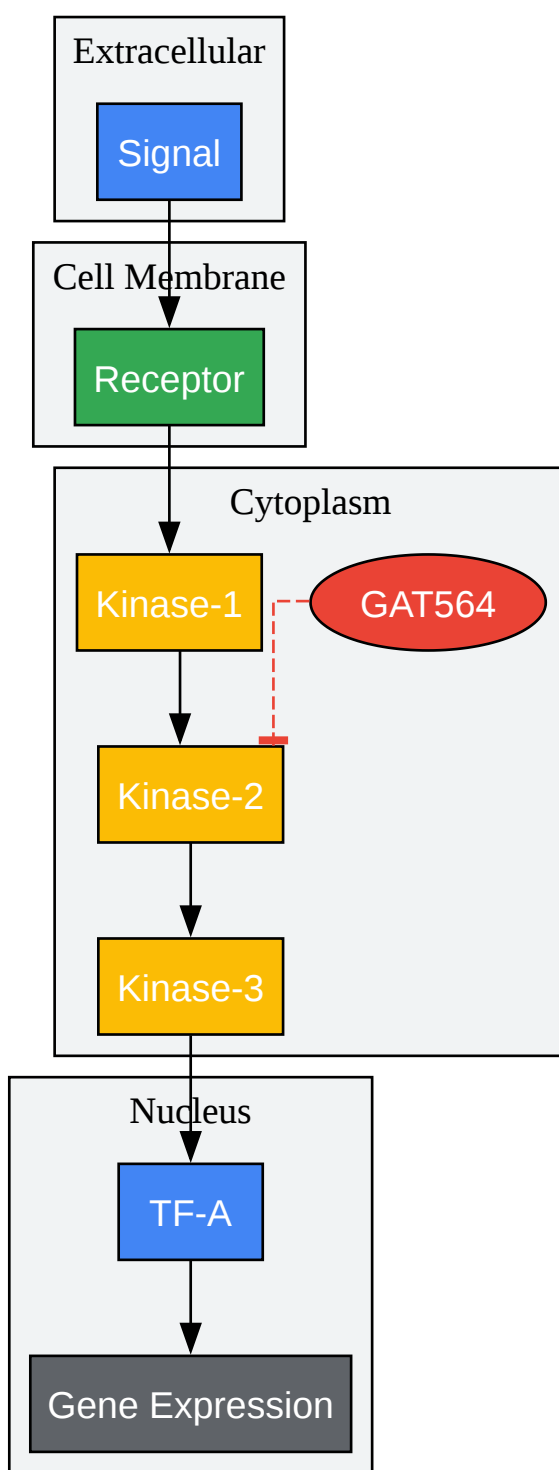 Extracellular
Signal
Cell Membrane
Receptor
Cytoplasm
Kinase-1
GAT564
Kinase-2
Kinase-3
Nucleus
TF-A
Gene Expression